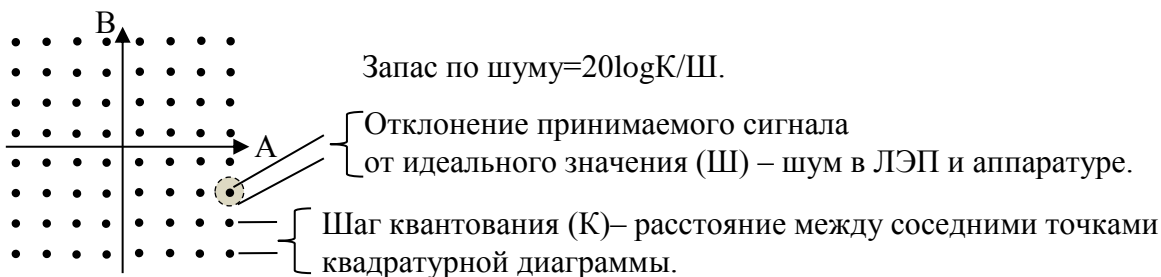 В
Запас по шуму=20logК/Ш.
А
Отклонение принимаемого сигнала
от идеального значения (Ш) – шум в ЛЭП и аппаратуре.
Шаг квантования (К)– расстояние между соседними точками
квадратурной диаграммы.